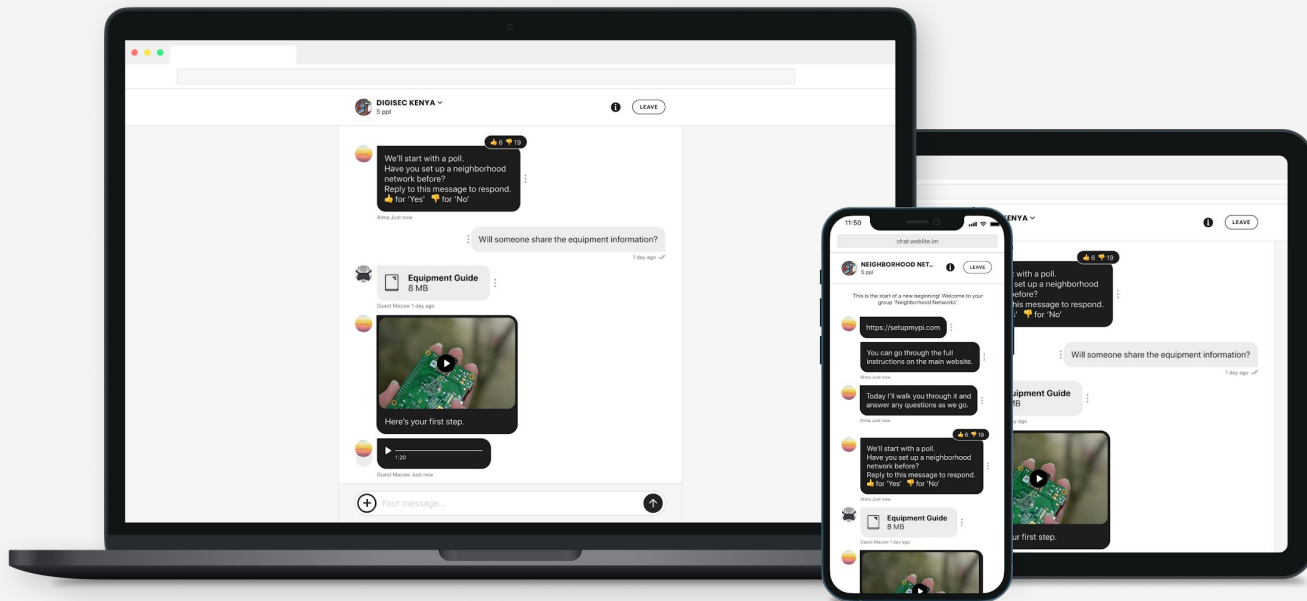 DIGISEC KENYA
5 ppl
LEAVE
👍 6 👎 19
We'll start with a poll.
Have you set up a neighborhood
network before?
Reply to this message to respond.
👍 for 'Yes' 👎 for 'No'
Alma Just now
Will someone share the equipment information?
1 day ago
Equipment Guide
8 MB
Guest Macaw 1 day ago
Here's your first step.
1:29
Guest Macaw Just now
Your message...
11:50
chat.weblite.im
NEIGHBORHOOD NET..
5 ppl
LEAVE
This is the start of a new beginning! Welcome to your
group 'Neighborhood Networks'.
https://setupmypi.com
You can go through the full
instructions on the main website.
Alma Just now
Today I'll walk you through it and
answer any questions as we go.
Alma Just now
👍 6 👎 19
We'll start with a poll.
Have you set up a neighborhood
network before?
Reply to this message to respond.
👍 for 'Yes' 👎 for 'No'
Alma Just now
Equipment Guide
8 MB
Guest Macaw 1 day ago
ENYA
LEAVE
👍 6 👎 19
with a poll.
set up a neighborhood
efore?
his message to respond.
👎 for 'No'
Will someone share the equipment information?
1 day ago
uipment Guide
ur first step.